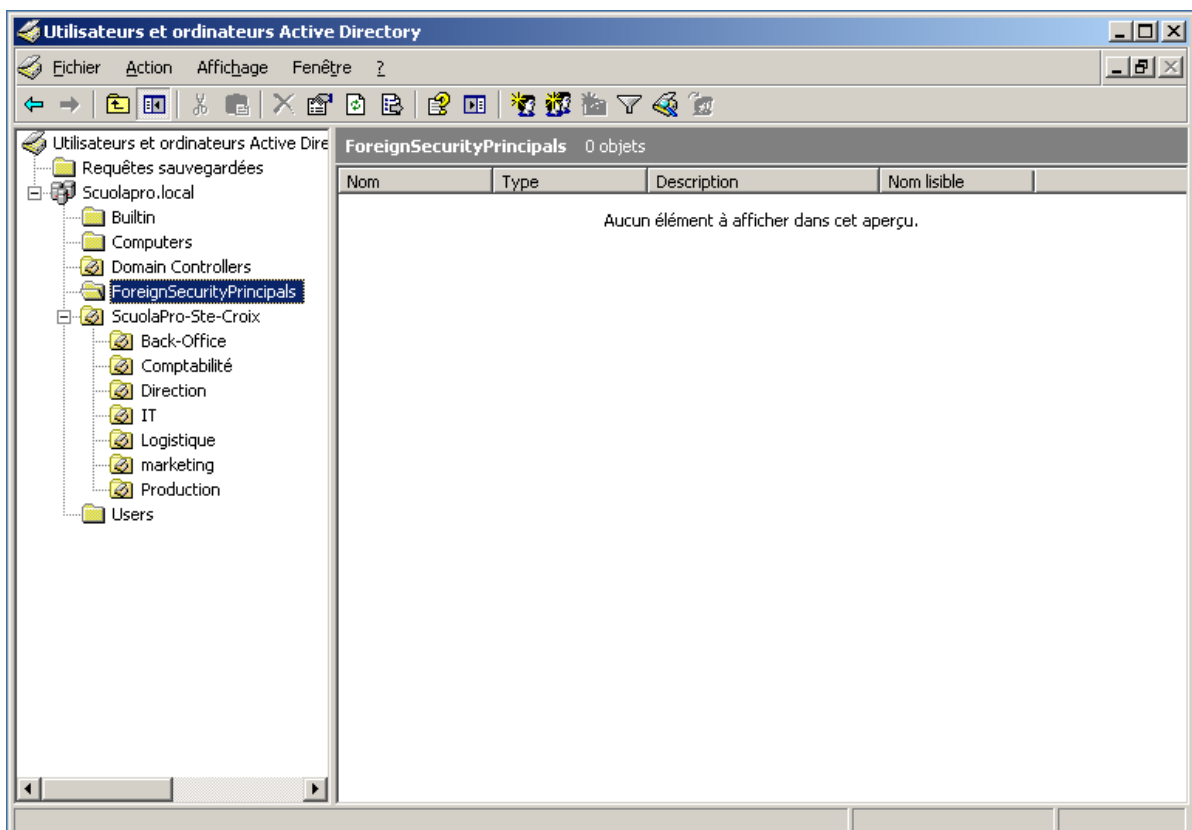 Utilisateurs et ordinateurs Active Directory
Fichier Action Affichage Fenêtre ?
Utilisateurs et ordinateurs Active Dire
Requêtes sauvegardées
Scuolapro.local
Builtin
Computers
Domain Controllers
ForeignSecurityPrincipals
ScuolaPro-Ste-Croix
Back-Office
Comptabilité
Direction
IT
Logistique
marketing
Production
Users
ForeignSecurityPrincipals 0 objets
Nom Type Description Nom lisible
Aucun élément à afficher dans cet aperçu.